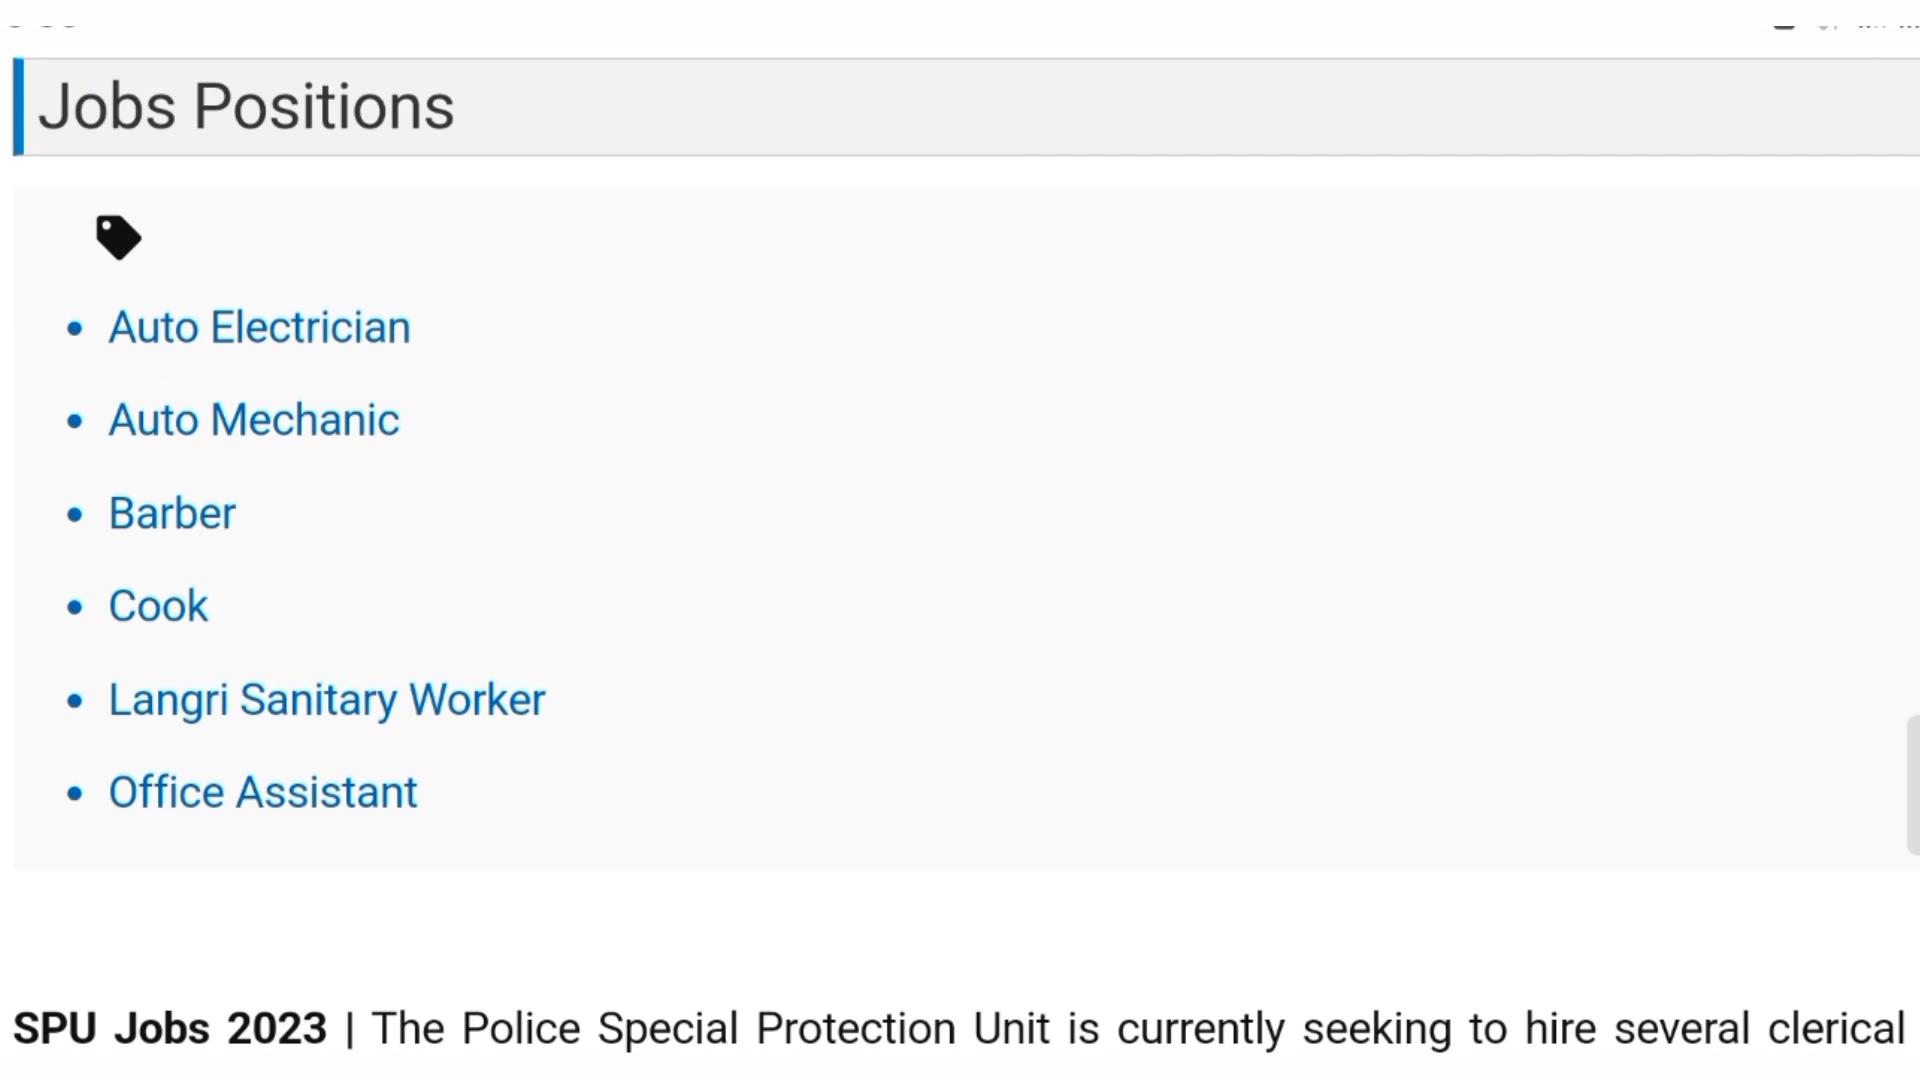 Jobs Positions
Auto Electrician
Auto Mechanic
Barber
Cook
Langri Sanitary Worker
Office Assistant
SPU Jobs 2023 | The Police Special Protection Unit is currently seeking to hire several clerical